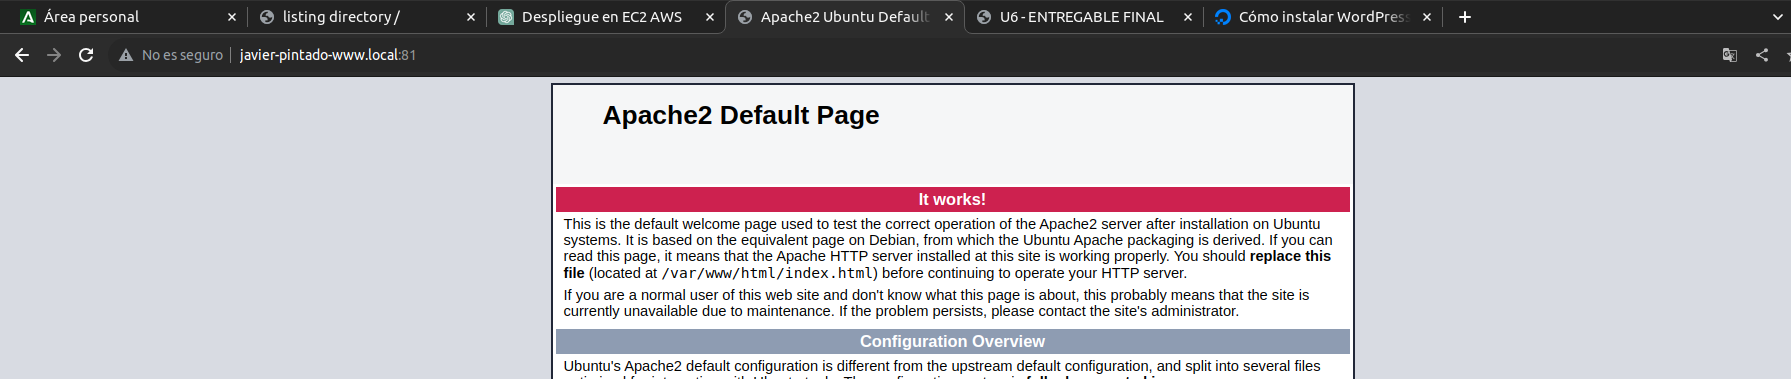 Área personal
listing directory /
Despliegue en EC2 AWS
Apache2 Ubuntu Default
U6 - ENTREGABLE FINAL
Cómo instalar WordPress
No es seguro
javier-pintado-www.local:81
Apache2 Default Page
It works!
This is the default welcome page used to test the correct operation of the Apache2 server after installation on Ubuntu
systems. It is based on the equivalent page on Debian, from which the Ubuntu Apache packaging is derived. If you can
read this page, it means that the Apache HTTP server installed at this site is working properly. You should replace this
file (located at /var/www/html/index.html) before continuing to operate your HTTP server.
If you are a normal user of this web site and don't know what this page is about, this probably means that the site is
currently unavailable due to maintenance. If the problem persists, please contact the site's administrator.
Configuration Overview
Ubuntu's Apache2 default configuration is different from the upstream default configuration, and split into several files